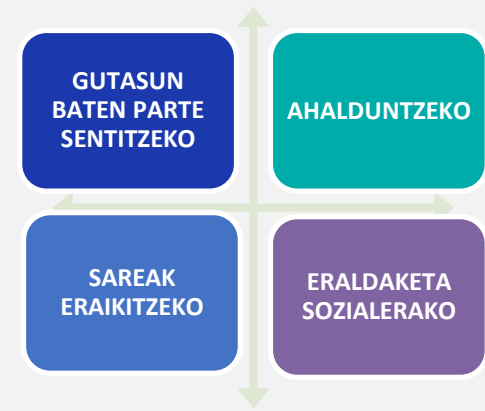 GUTASUN
BATEN PARTE
SENTITZEKO
AHALDUNTZEKO
SAREAK
ERAIKITZEKO
ERALDAKETA
SOZIALERAKO